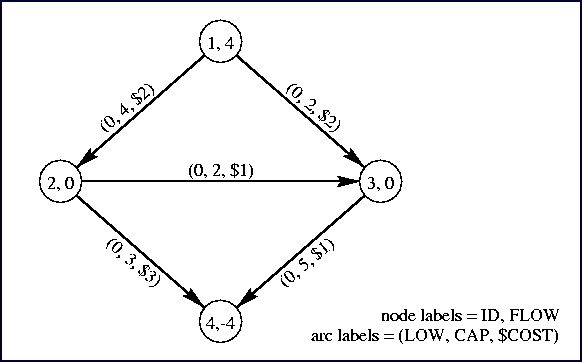 1, 4
(0, 4, $2)
(0, 2, $2)
(0, 2, $1)
2, 0
3, 0
(0, 3, $3)
(0, 5, $1)
4,-4
node labels = ID, FLOW
arc labels = (LOW, CAP, $COST)